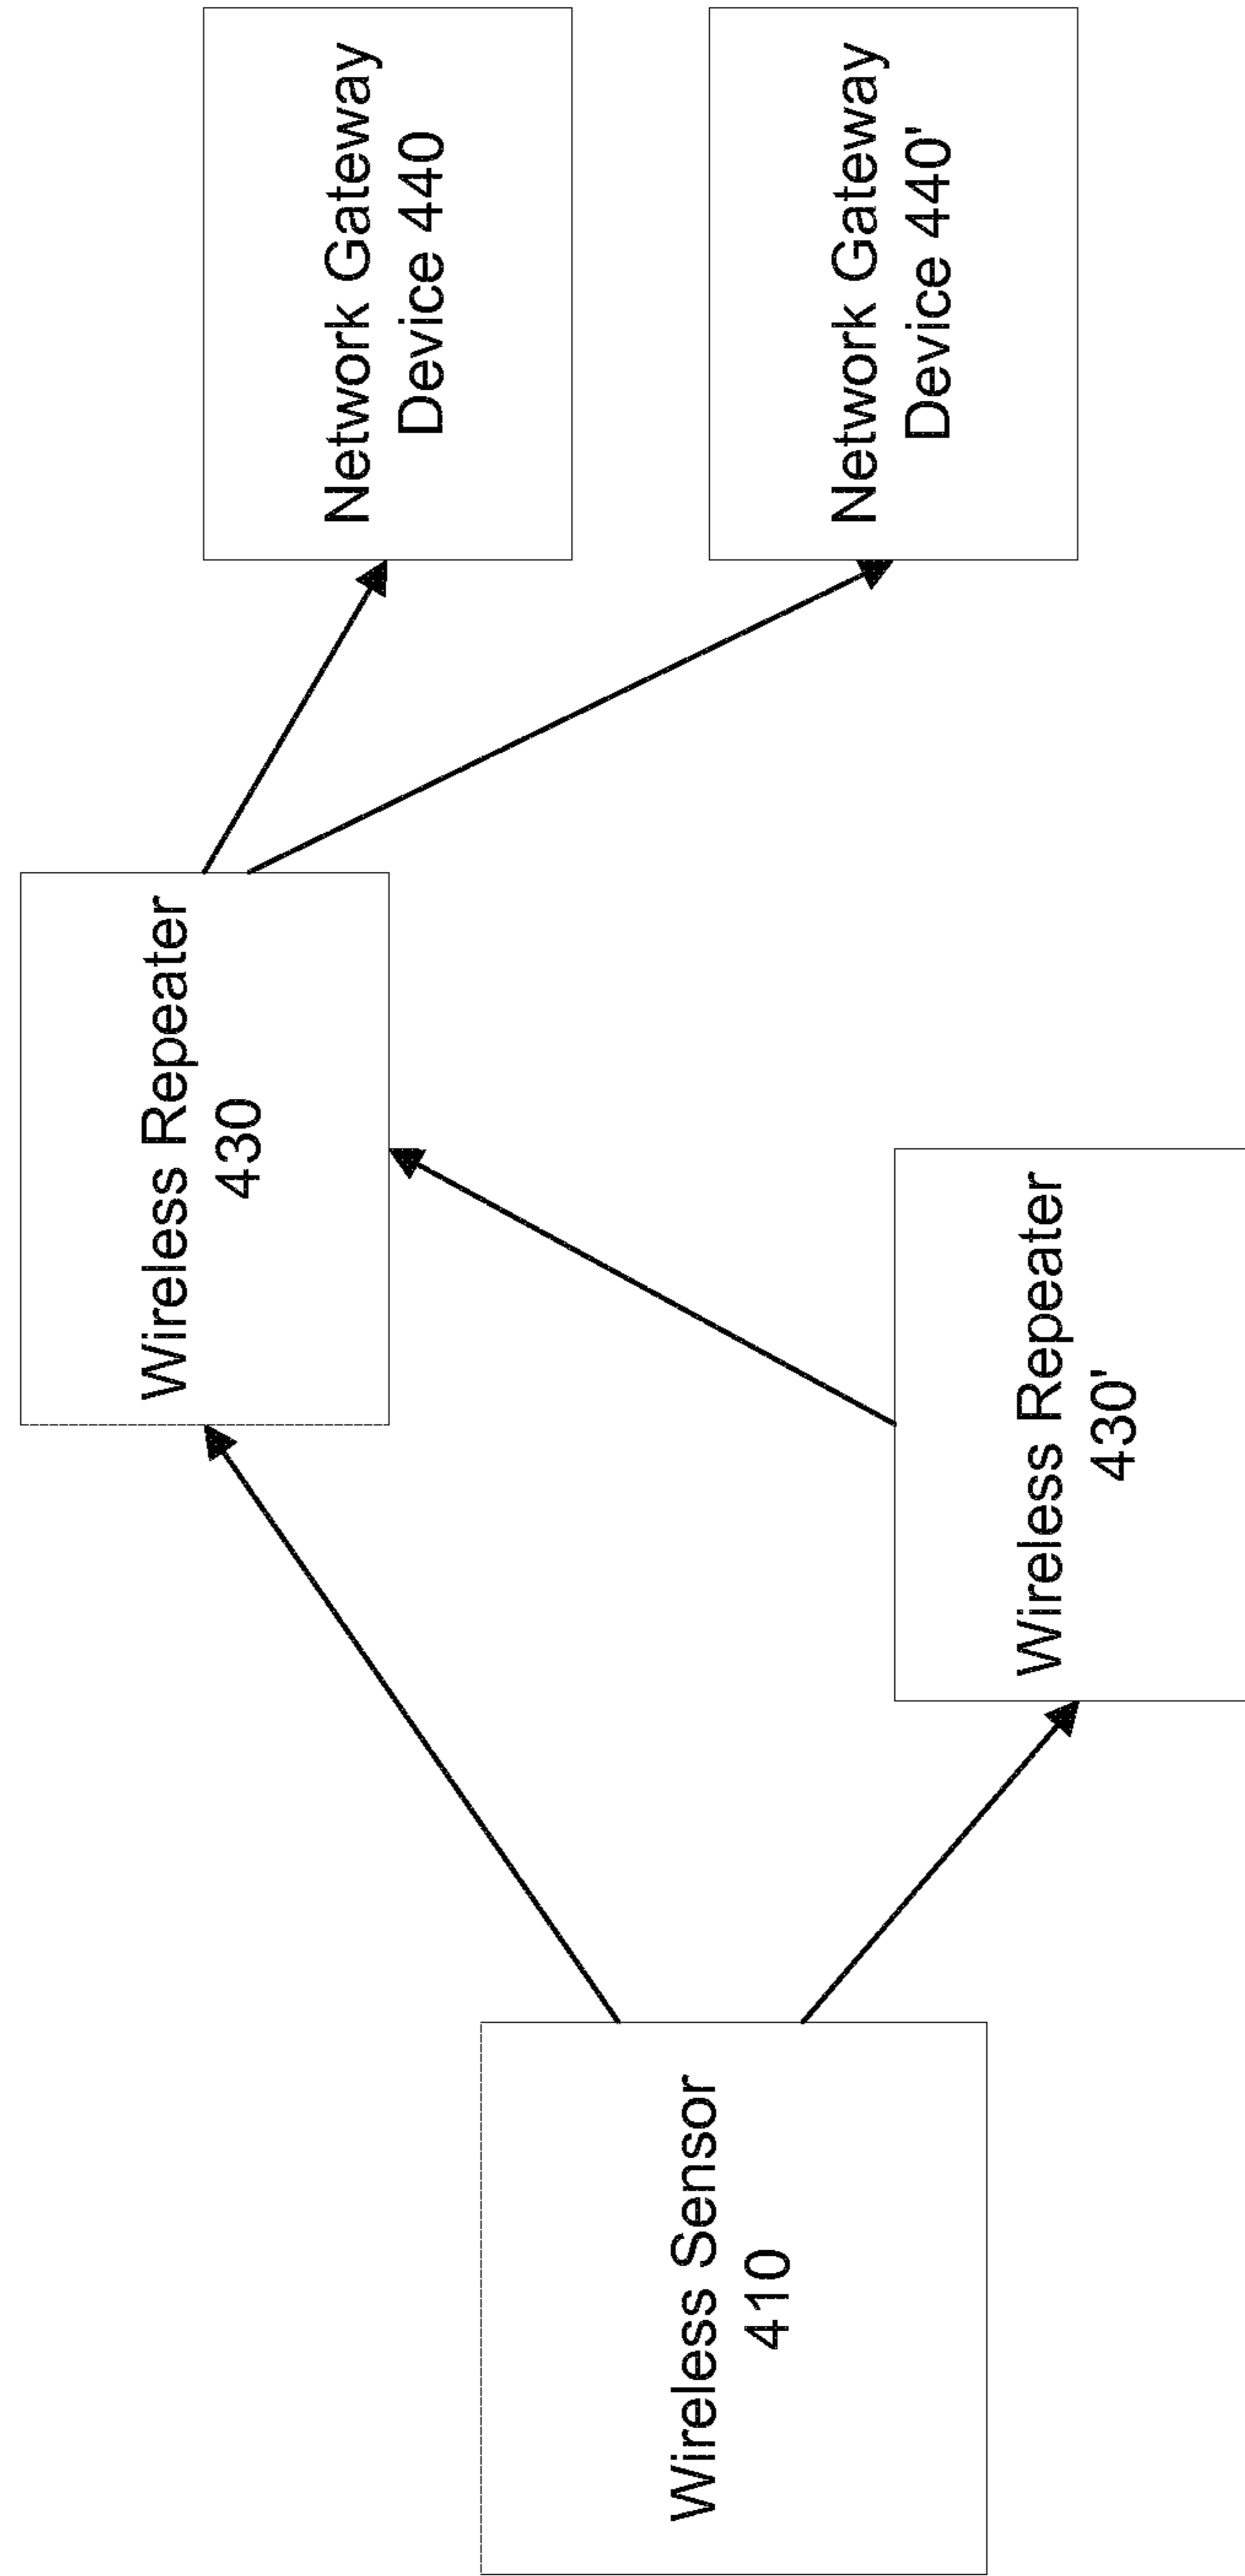 Wireless Sensor
410
Wireless Repeater
430
Wireless Repeater
430'
Network Gateway
Device 440
Network Gateway
Device 440'